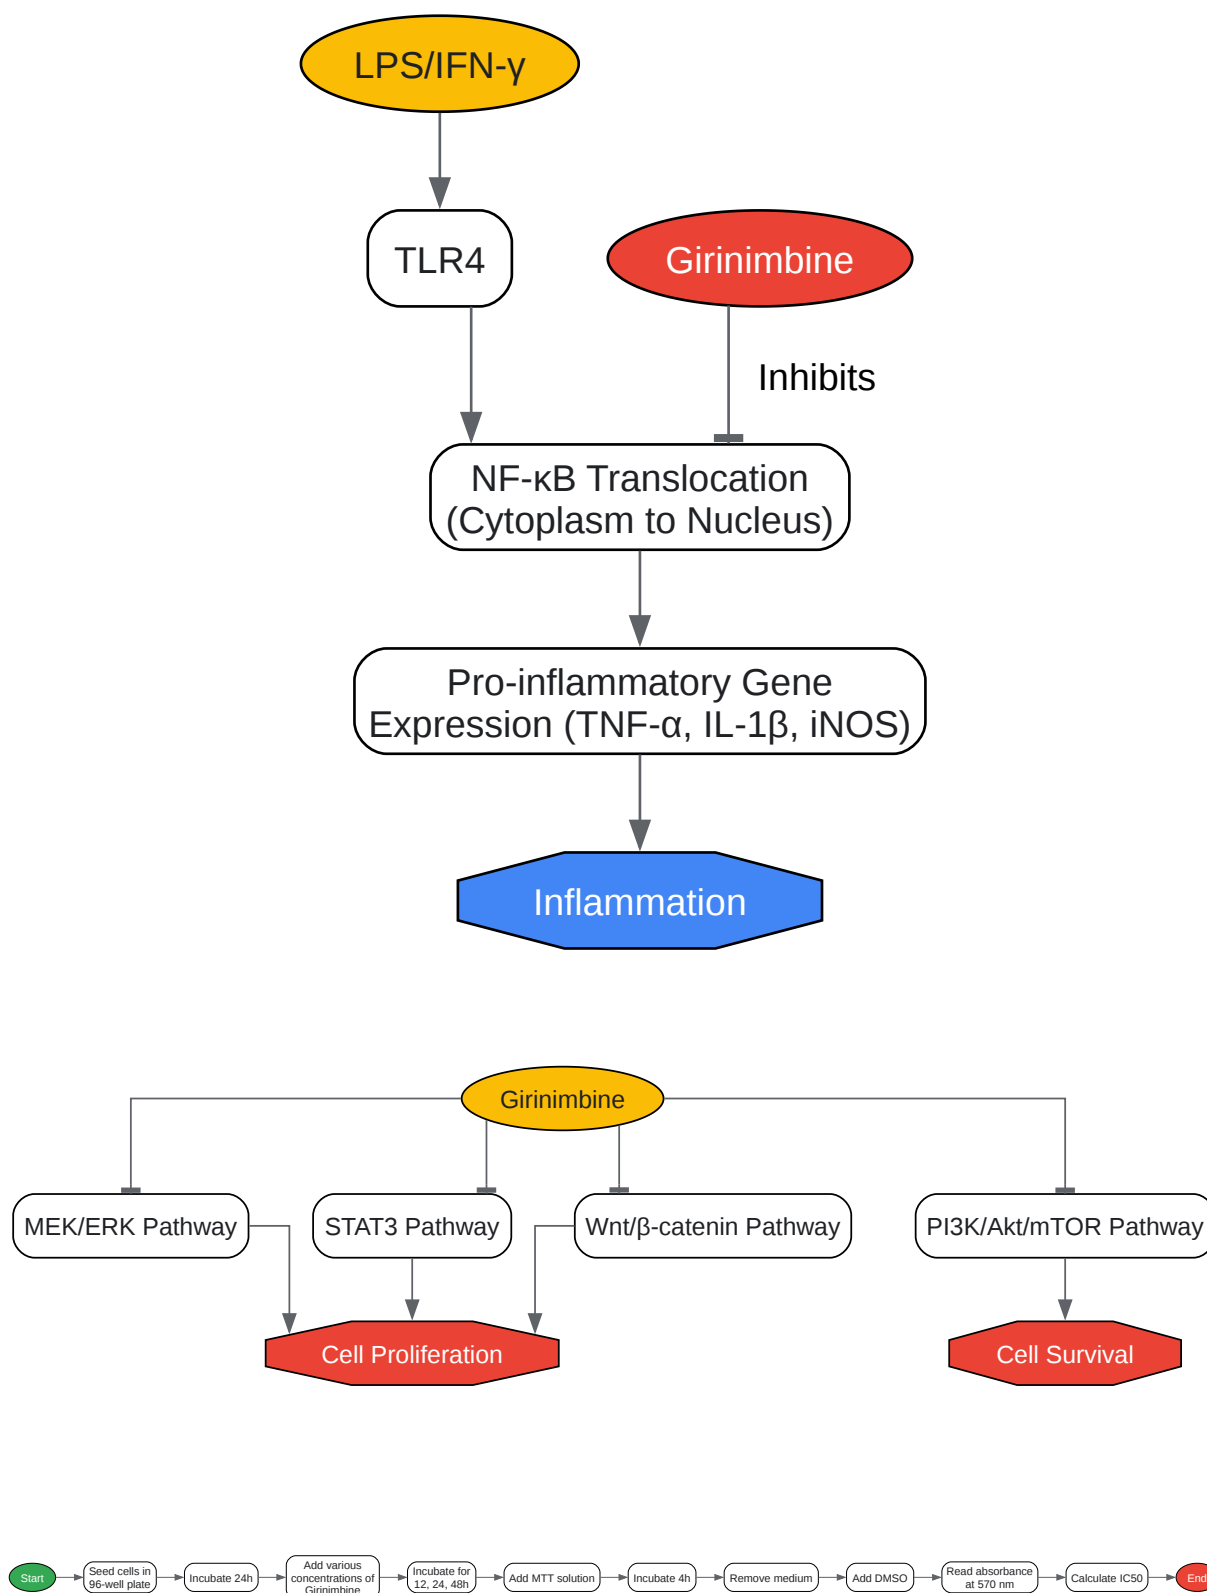 LPS/IFN-γ
TLR4
Girinimbine
Inhibits
NF-κB Translocation
(Cytoplasm to Nucleus)
Pro-inflammatory Gene
Expression (TNF-α, IL-1β, iNOS)
Inflammation
Girinimbine
MEK/ERK Pathway
STAT3 Pathway
Wnt/β-catenin Pathway
PI3K/Akt/mTOR Pathway
Cell Proliferation
Cell Survival
Start
Seed cells in
96-well plate
Incubate 24h
Add various
concentrations of
Girinimbine
Incubate for
12, 24, 48h
Add MTT solution
Incubate 4h
Remove medium
Add DMSO
Read absorbance
at 570 nm
Calculate IC50
End